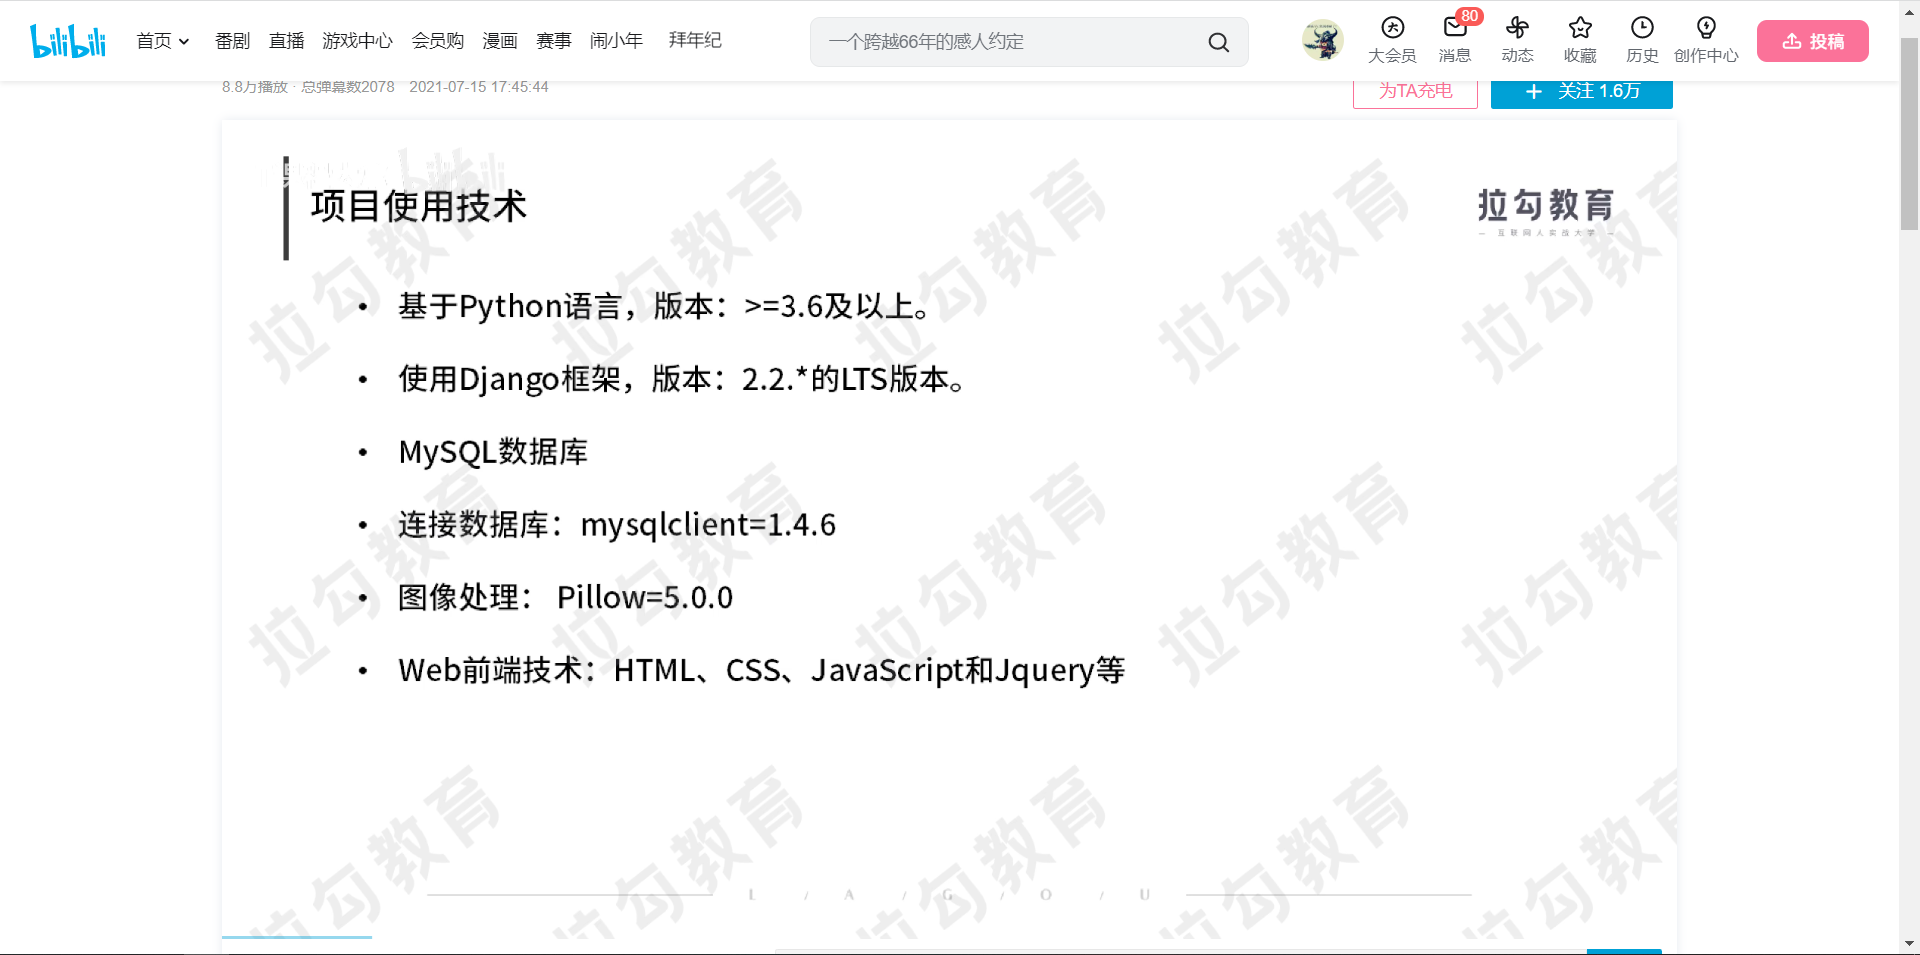 bilibili 首页 番剧 直播 游戏中心 会员购 漫画 赛事 闹小年 拜年纪 一个跨越66年的感人约定 大会员 消息 80 动态 收藏 历史 创作中心 投稿
8.8万播放 · 总弹幕数2078 2021-07-15 17:45:44 为TA充电 + 关注 1.6万
项目使用技术
拉勾教育
— 互联网人实战大学 —
• 基于Python语言，版本：>=3.6及以上。
• 使用Django框架，版本：2.2.*的LTS版本。
• MySQL数据库
• 连接数据库：mysqlclient=1.4.6
• 图像处理： Pillow=5.0.0
• Web前端技术：HTML、CSS、JavaScript和Jquery等
L / A / G / O / U